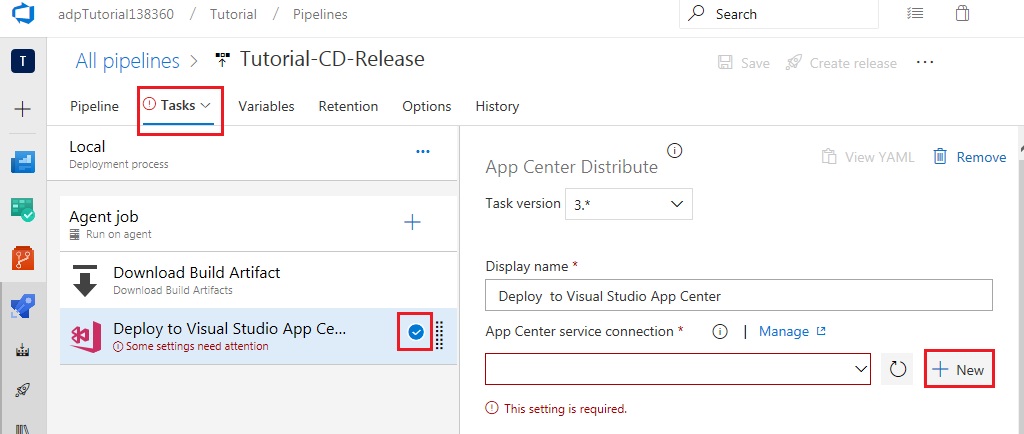 adpTutorial138360 / Tutorial / Pipelines
Search
T
All pipelines > Tutorial-CD-Release
Save
Create release
Pipeline
Tasks
Variables
Retention
Options
History
Local
Deployment process
Agent job
Run on agent
Download Build Artifact
Download Build Artifacts
Deploy to Visual Studio App Ce...
Some settings need attention
App Center Distribute
View YAML
Remove
Task version
3.*
Display name *
Deploy to Visual Studio App Center
App Center service connection *
| Manage
New
This setting is required.